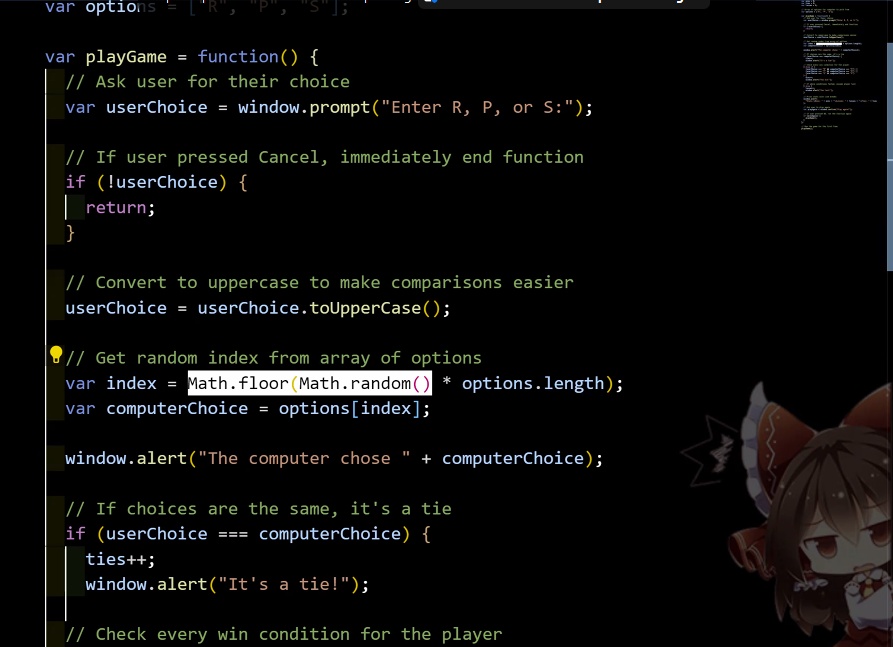 var options = ["R", "P", "S"];
var playGame = function() {
// Ask user for their choice
var userChoice = window.prompt("Enter R, P, or S:");
// If user pressed Cancel, immediately end function
if (!userChoice) {
return;
}
// Convert to uppercase to make comparisons easier
userChoice = userChoice.toUpperCase();
// Get random index from array of options
var index = Math.floor(Math.random() * options.length);
var computerChoice = options[index];
window.alert("The computer chose " + computerChoice);
// If choices are the same, it's a tie
if (userChoice === computerChoice) {
ties++;
window.alert("It's a tie!");
// Check every win condition for the player